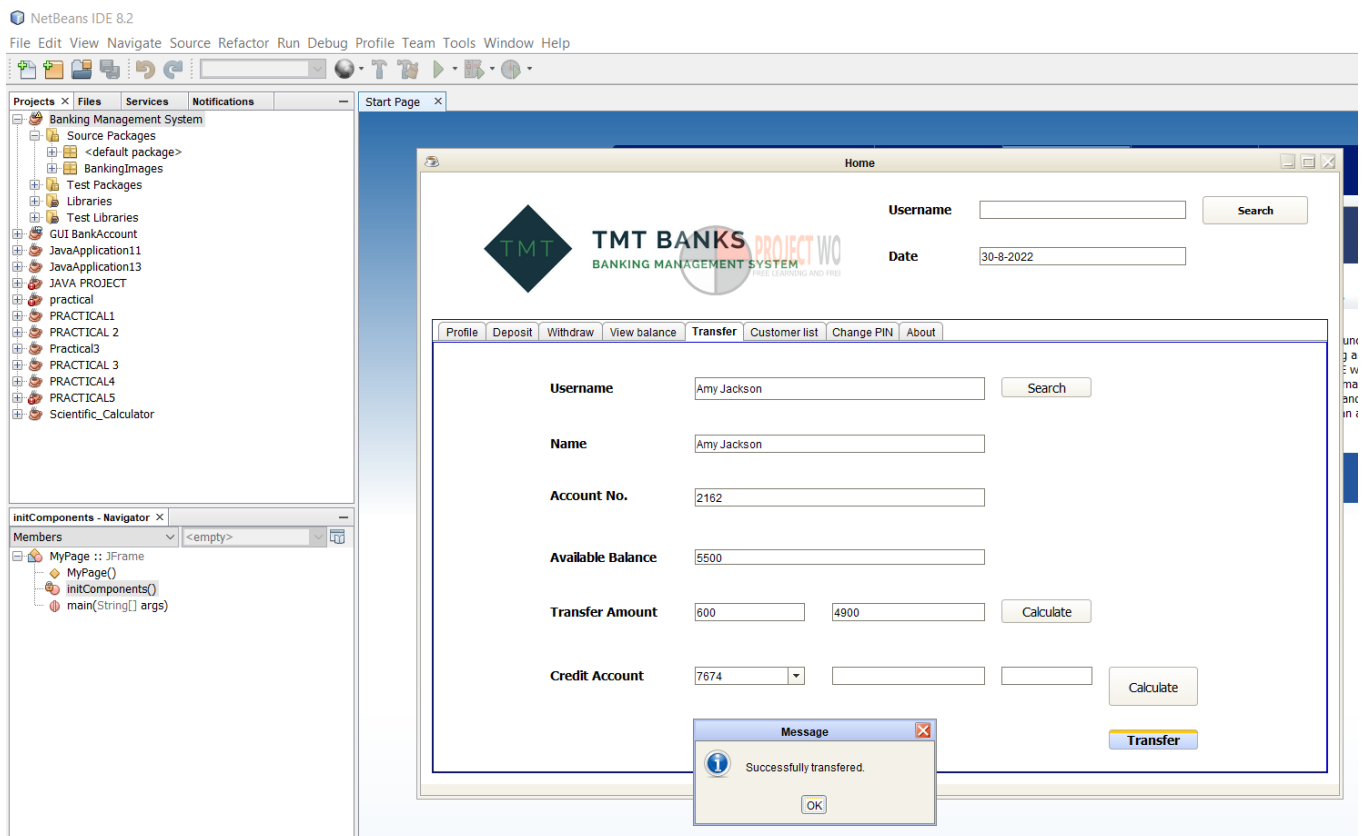 NetBeans IDE 8.2
File Edit View Navigate Source Refactor Run Debug Profile Team Tools Window Help
Projects Files Services Notifications
Banking Management System
Source Packages
<default package>
BankingImages
Test Packages
Libraries
Test Libraries
GUI BankAccount
JavaApplication11
JavaApplication13
JAVA PROJECT
practical
PRACTICAL1
PRACTICAL 2
Practical3
PRACTICAL 3
PRACTICAL4
PRACTICAL5
Scientific_Calculator
initComponents - Navigator
Members <empty>
MyPage :: JFrame
MyPage()
initComponents()
main(String[] args)
Start Page
Home
TMT
TMT BANKS
BANKING MANAGEMENT SYSTEM
PROJECT WO
FREE LEARNING AND FREE
Username Search
Date 30-8-2022
Profile Deposit Withdraw View balance Transfer Customer list Change PIN About
Username Amy Jackson Search
Name Amy Jackson
Account No. 2162
Available Balance 5500
Transfer Amount 600 4900 Calculate
Credit Account 7674 Calculate
Transfer
Message
Successfully transfered.
OK